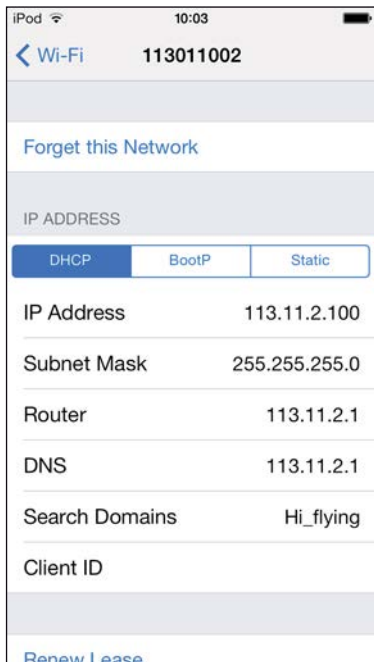 iPod 10:03
Wi-Fi 113011002
Forget this Network
IP ADDRESS
DHCP BootP Static
IP Address 113.11.2.100
Subnet Mask 255.255.255.0
Router 113.11.2.1
DNS 113.11.2.1
Search Domains Hi_flying
Client ID
Renew Lease